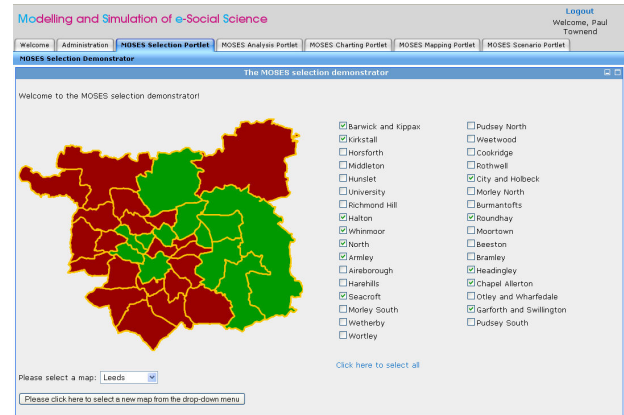 Modelling and Simulation of e-Social Science
Logout
Welcome, Paul
Townend
Welcome Administration MOSES Selection Portlet MOSES Analysis Portlet MOSES Charting Portlet MOSES Mapping Portlet MOSES Scenario Portlet
MOSES Selection Demonstrator
The MOSES selection demonstrator
Welcome to the MOSES selection demonstrator!
Barwick and Kippax
Kirkstall
Horsforth
Middleton
Hunslet
University
Richmond Hill
Halton
Whinmoor
North
Armley
Aireborough
Harehills
Seacroft
Morley South
Wetherby
Wortley
Pudsey North
Weetwood
Cookridge
Rothwell
City and Holbeck
Morley North
Burmantofts
Roundhay
Moortown
Beeston
Bramley
Headingley
Chapel Allerton
Otley and Wharfedale
Garforth and Swillington
Pudsey South
Click here to select all
Please select a map: Leeds
Please click here to select a new map from the drop-down menu